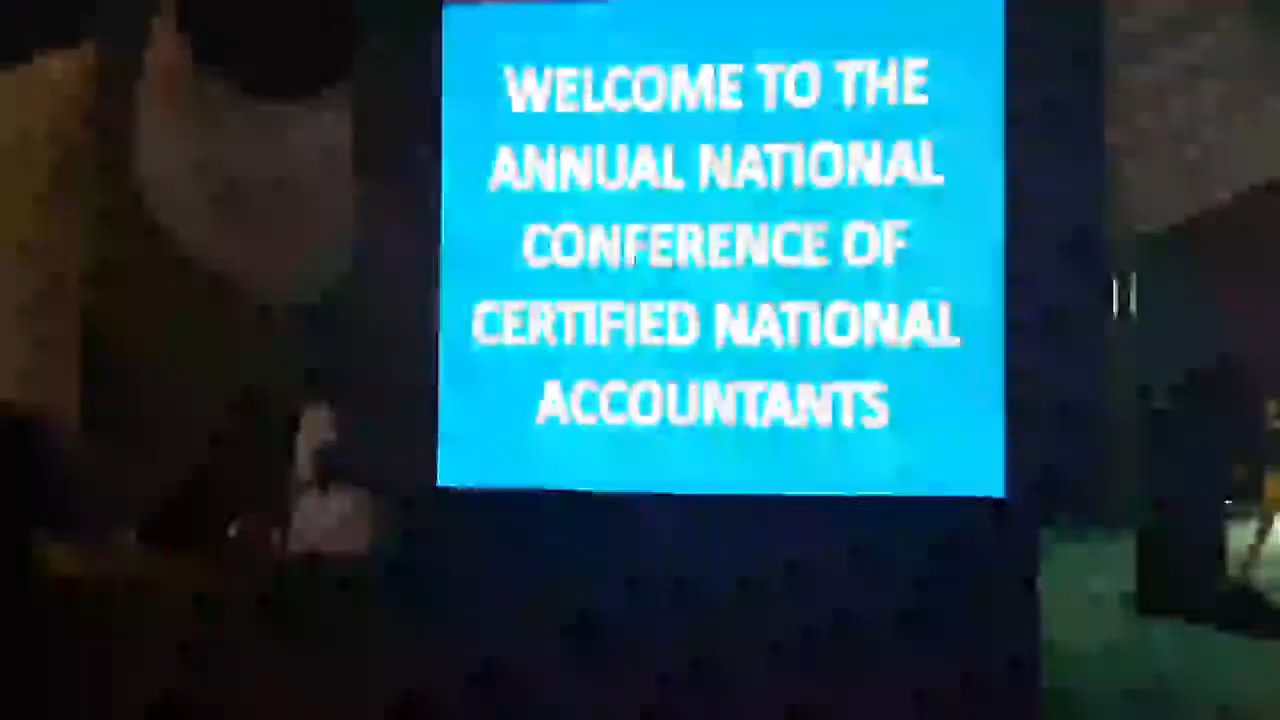 WELCOME TO THE
ANNUAL NATIONAL
CONFERENCE OF
CERTIFIED NATIONAL
ACCOUNTANTS